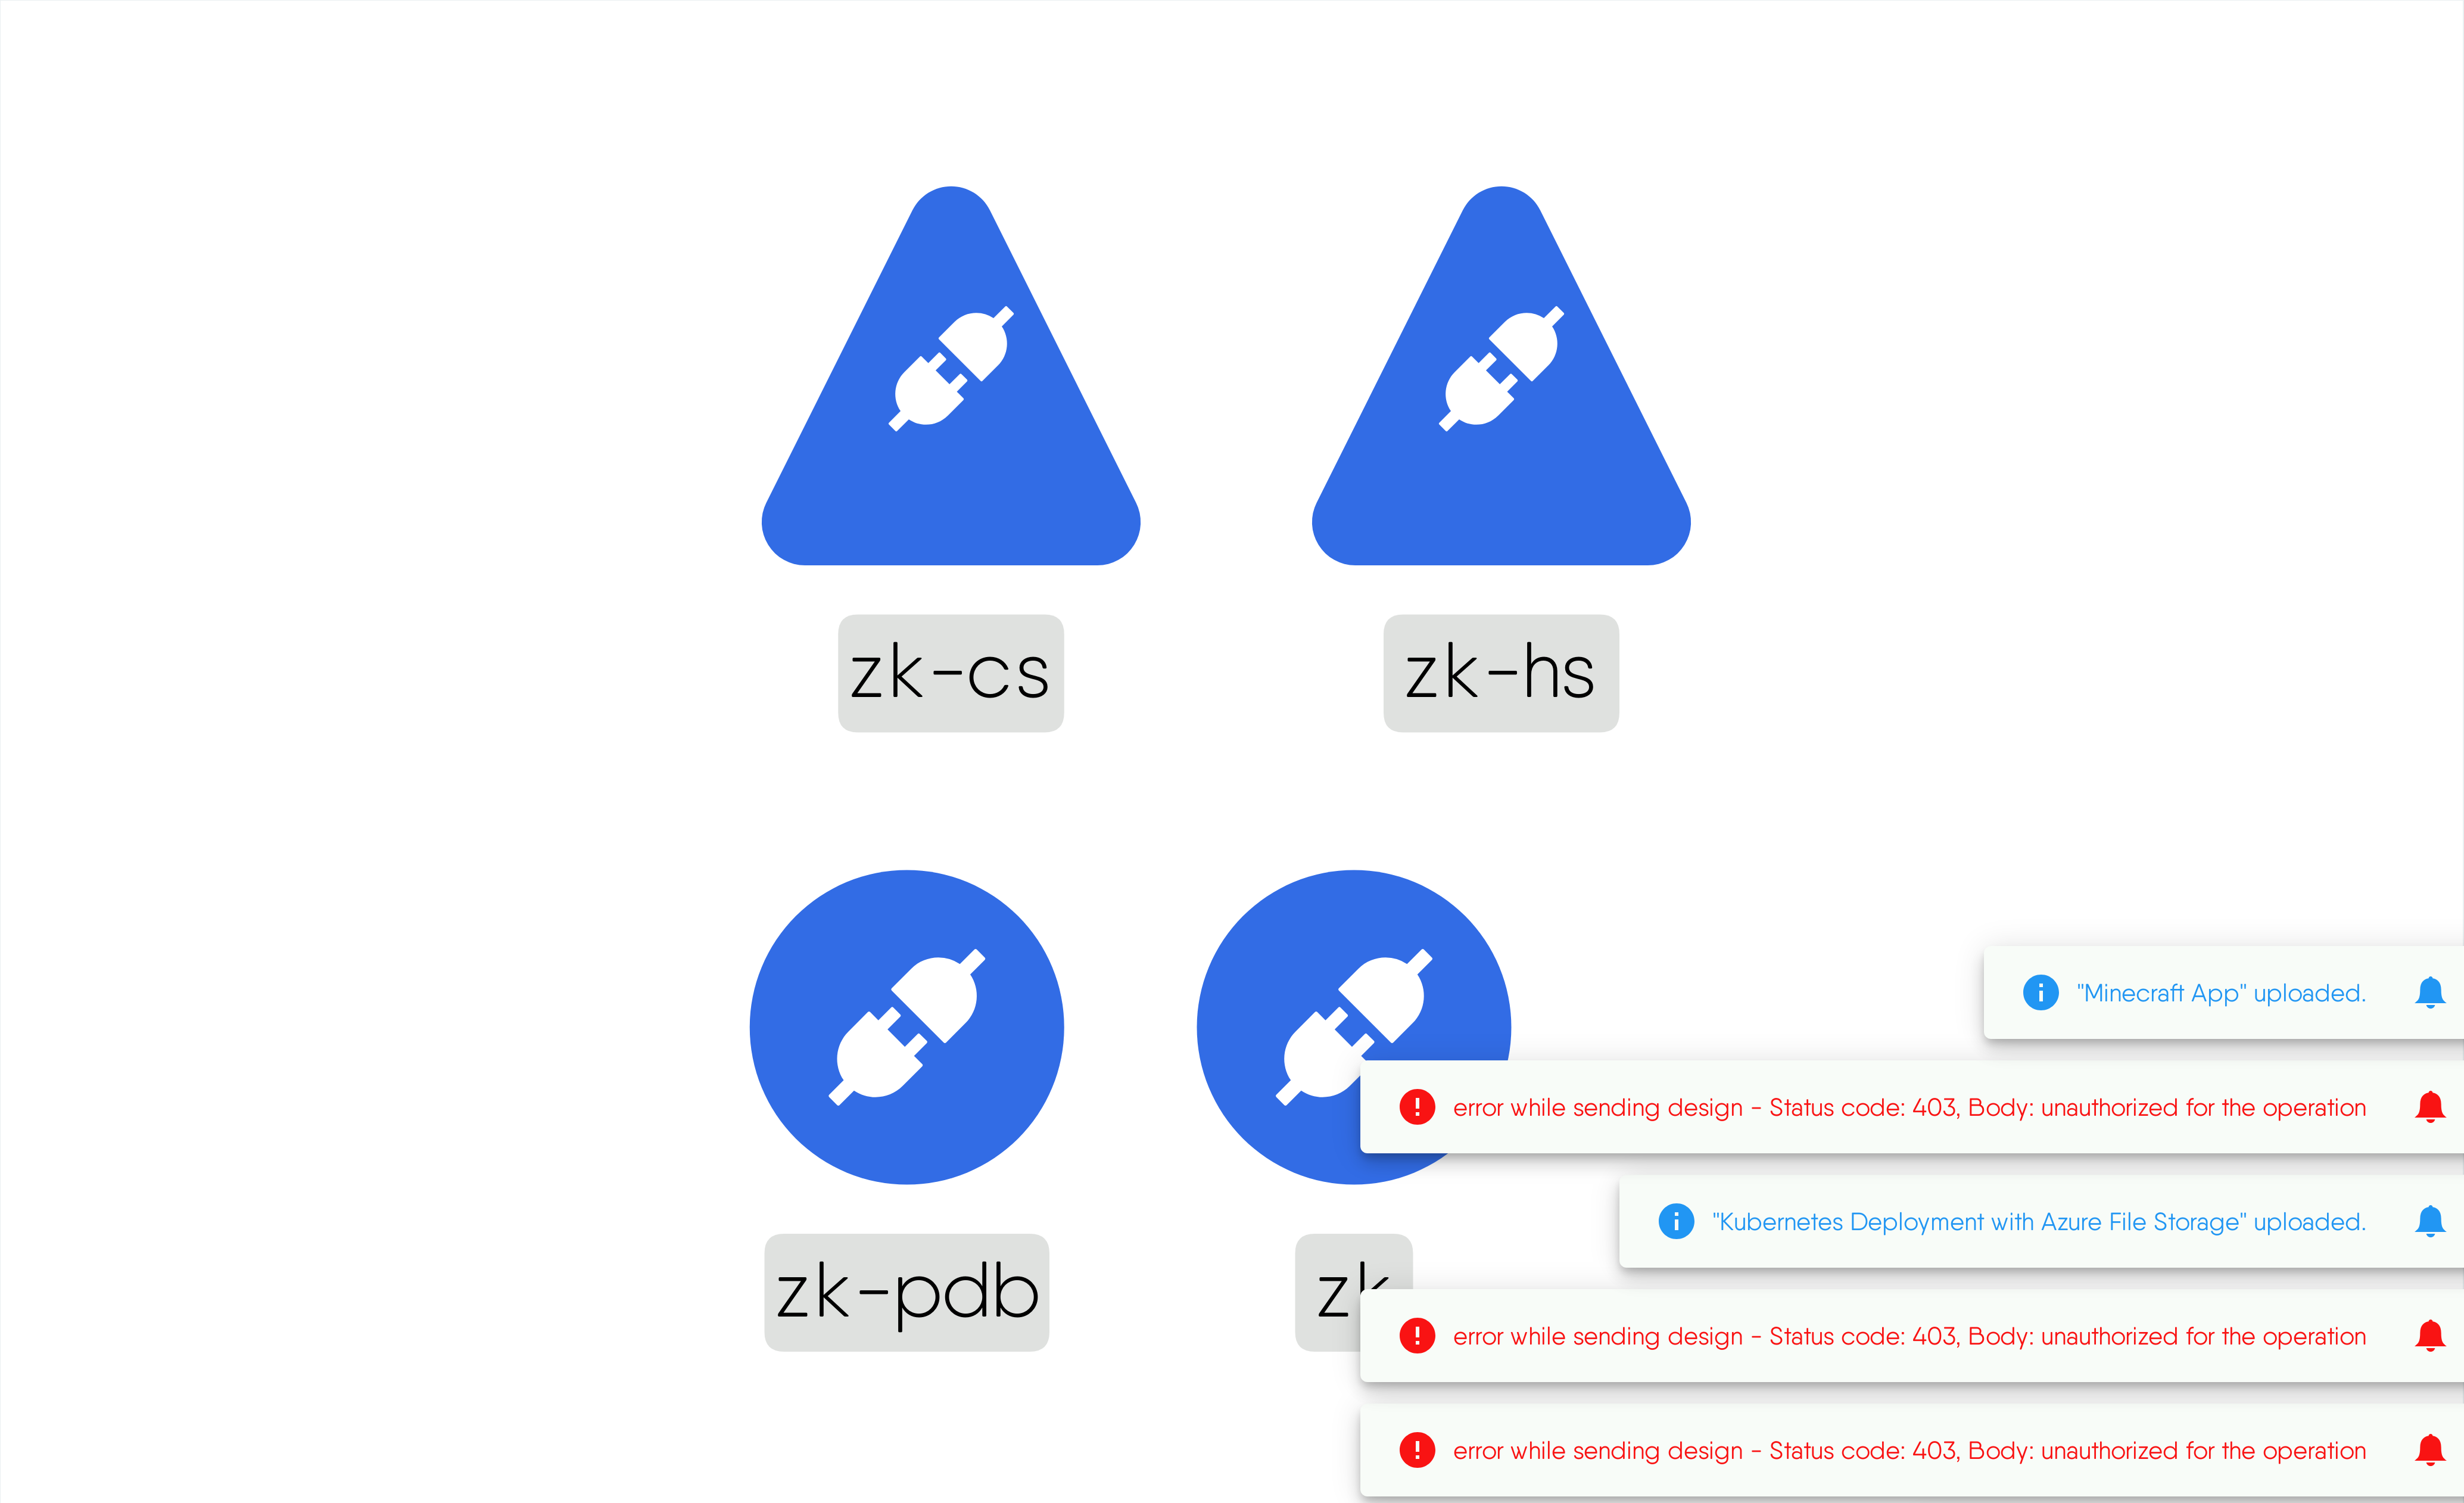 zk-cs
zk-hs
zk-pdb
zk
"Minecraft App" uploaded.
error while sending design - Status code: 403, Body: unauthorized for the operation
"Kubernetes Deployment with Azure File Storage" uploaded.
error while sending design - Status code: 403, Body: unauthorized for the operation
error while sending design - Status code: 403, Body: unauthorized for the operation